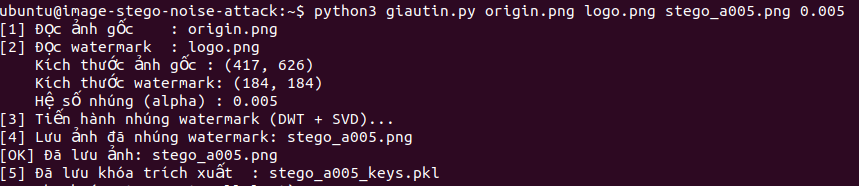 ubuntu@image-stego-noise-attack:~$ python3 giautin.py origin.png logo.png stego_a005.png 0.005
[1] Đọc ảnh gốc : origin.png
[2] Đọc watermark : logo.png
Kích thước ảnh gốc : (417, 626)
Kích thước watermark: (184, 184)
Hệ số nhúng (alpha) : 0.005
[3] Tiến hành nhúng watermark (DWT + SVD)...
[4] Lưu ảnh đã nhúng watermark: stego_a005.png
[OK] Đã lưu ảnh: stego_a005.png
[5] Đã lưu khóa trích xuất : stego_a005_keys.pkl